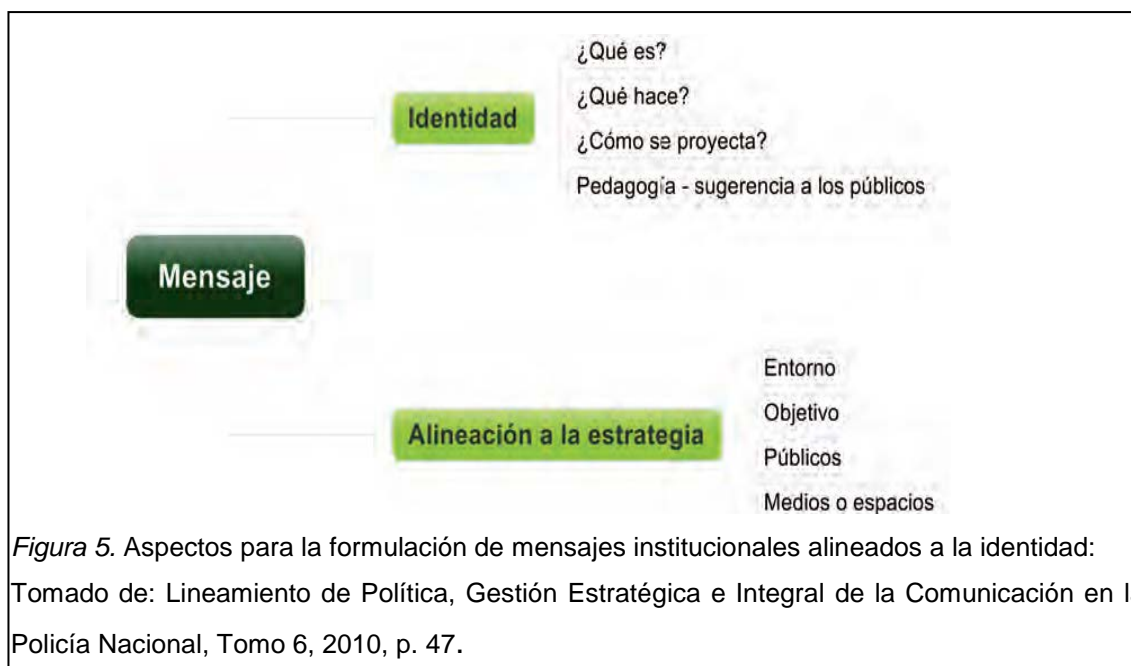 ¿Qué es?
¿Qué hace?
Identidad
¿Cómo se proyecta?
Pedagogía - sugerencia a los públicos
Mensaje
Entorno
Objetivo
Alineación a la estrategia
Públicos
Medios o espacios
Figura 5. Aspectos para la formulación de mensajes institucionales alineados a la identidad:
Tomado de: Lineamiento de Política, Gestión Estratégica e Integral de la Comunicación en l
Policía Nacional, Tomo 6, 2010, p. 47.